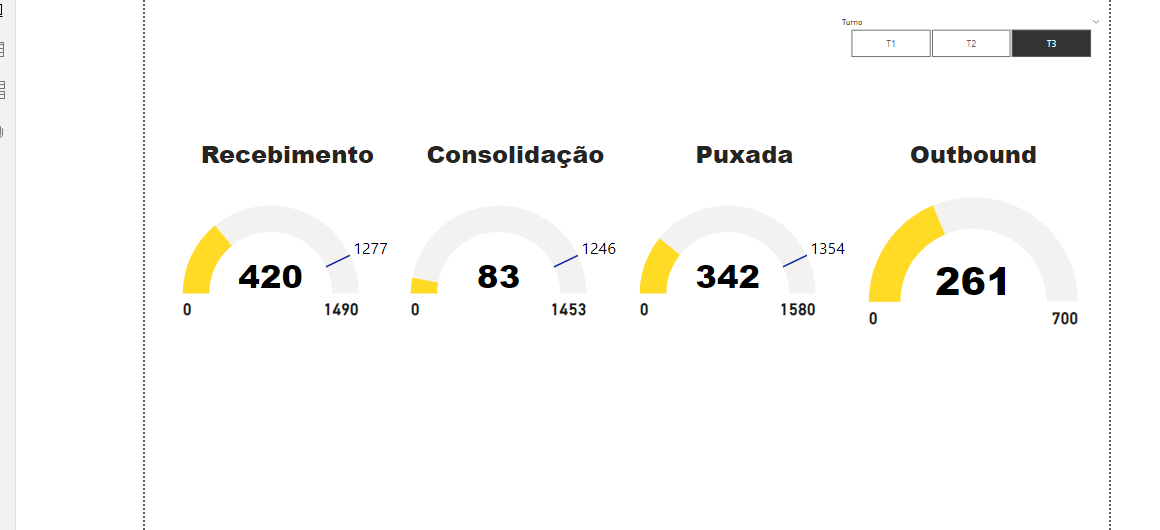 Turno
T1 T2 T3
Recebimento Consolidação Puxada Outbound
1277 1246 1354
420 83 342 261
0 1490 0 1453 0 1580 0 700